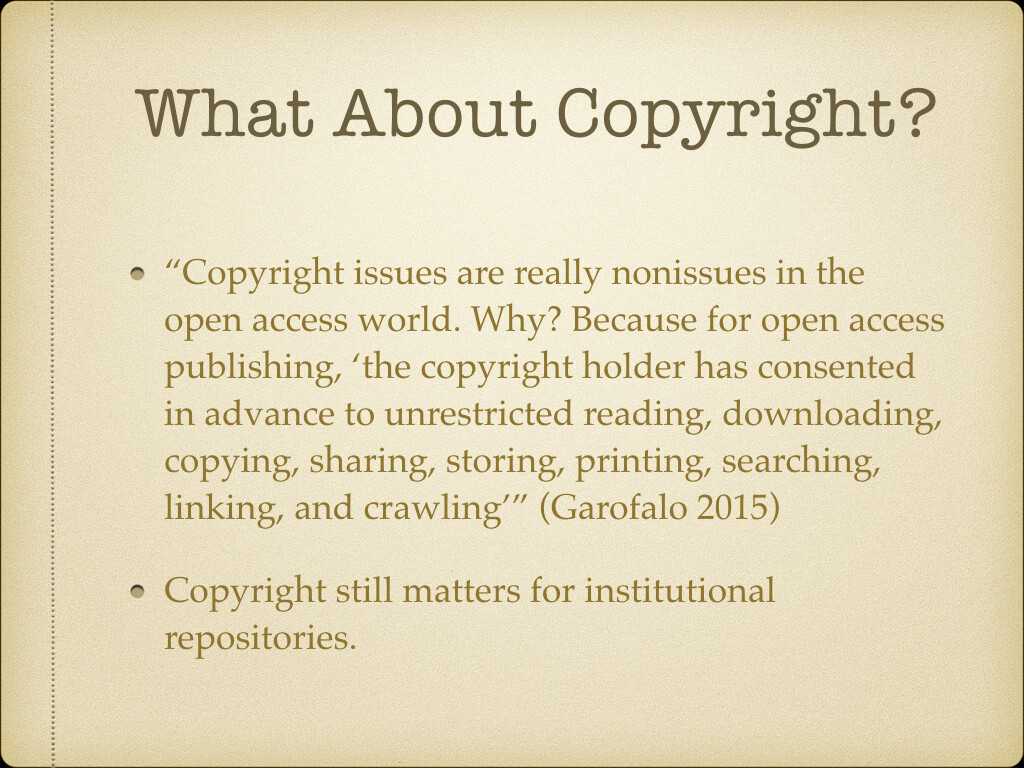 What About Copyright?
“Copyright issues are really nonissues in the
open access world. Why? Because for open access
publishing, ‘the copyright holder has consented
in advance to unrestricted reading, downloading,
copying, sharing, storing, printing, searching,
linking, and crawling’” (Garofalo 2015)
Copyright still matters for institutional
repositories.